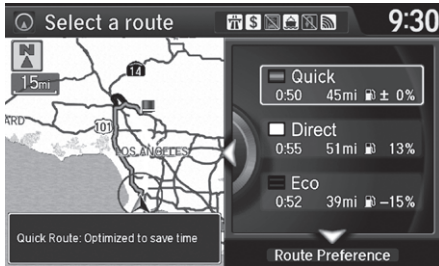 Select a route
$
9:30
N
15mi
14
101
LOS ANGELES
Quick
0:50 45mi ± 0%
Direct
0:55 51mi 13%
Eco
0:52 39mi –15%
Quick Route: Optimized to save time
Route Preference